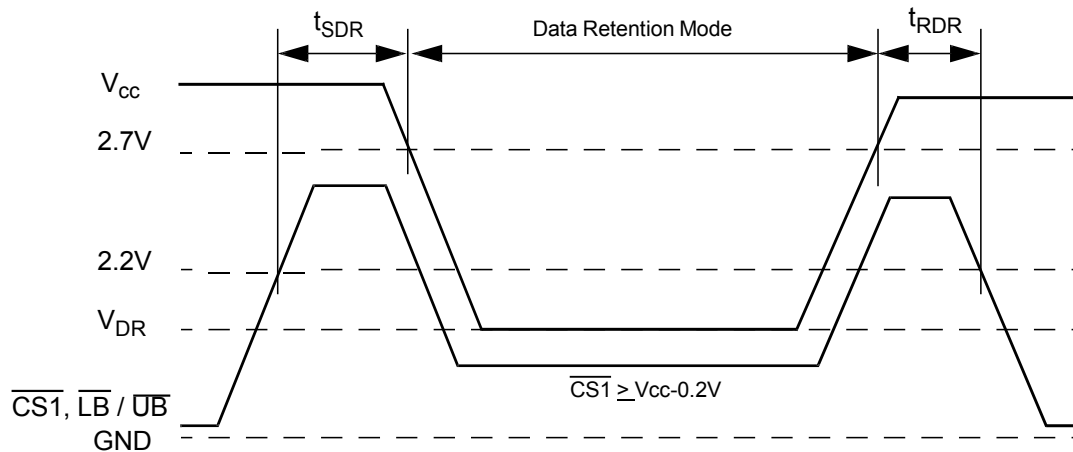 tSDR
Data Retention Mode
tRDR
Vcc
2.7V
2.2V
VDR
CS1, LB / UB
CS1 ≥ Vcc-0.2V
GND